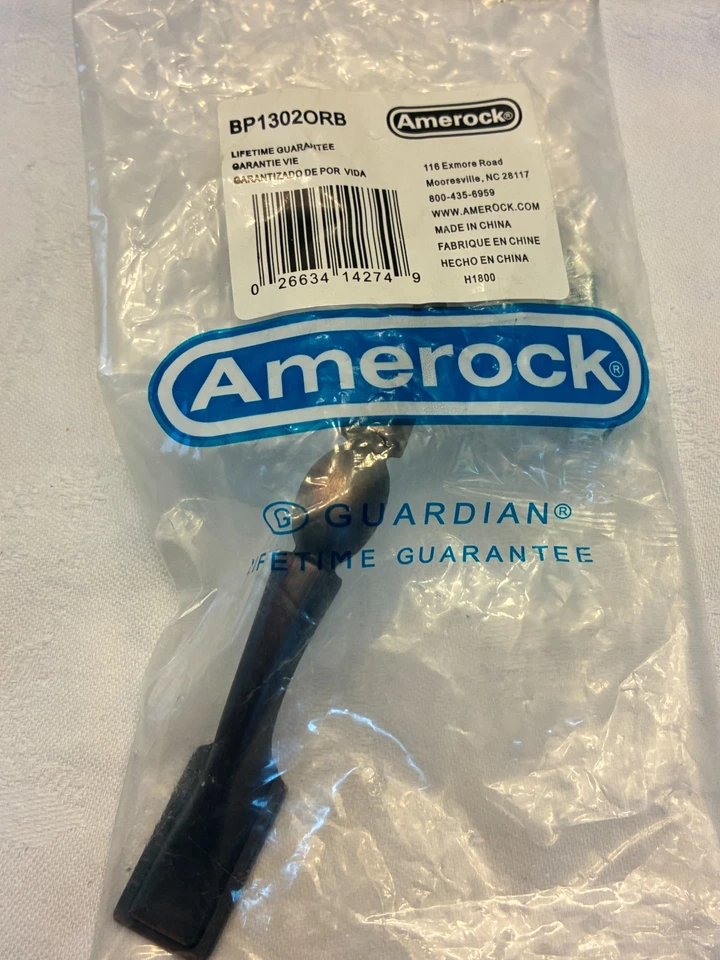 BP1302ORB
Amerock®
LIFETIME GUARANTEE
GARANTIE VIE
GARANTIZADO DE POR VIDA
116 Exmore Road
Mooresville, NC 28117
800-435-6959
WWW.AMEROCK.COM
MADE IN CHINA
FABRIQUE EN CHINE
HECHO EN CHINA
H1800
0 26634 14274 9
Amerock®
G GUARDIAN®
LIFETIME GUARANTEE